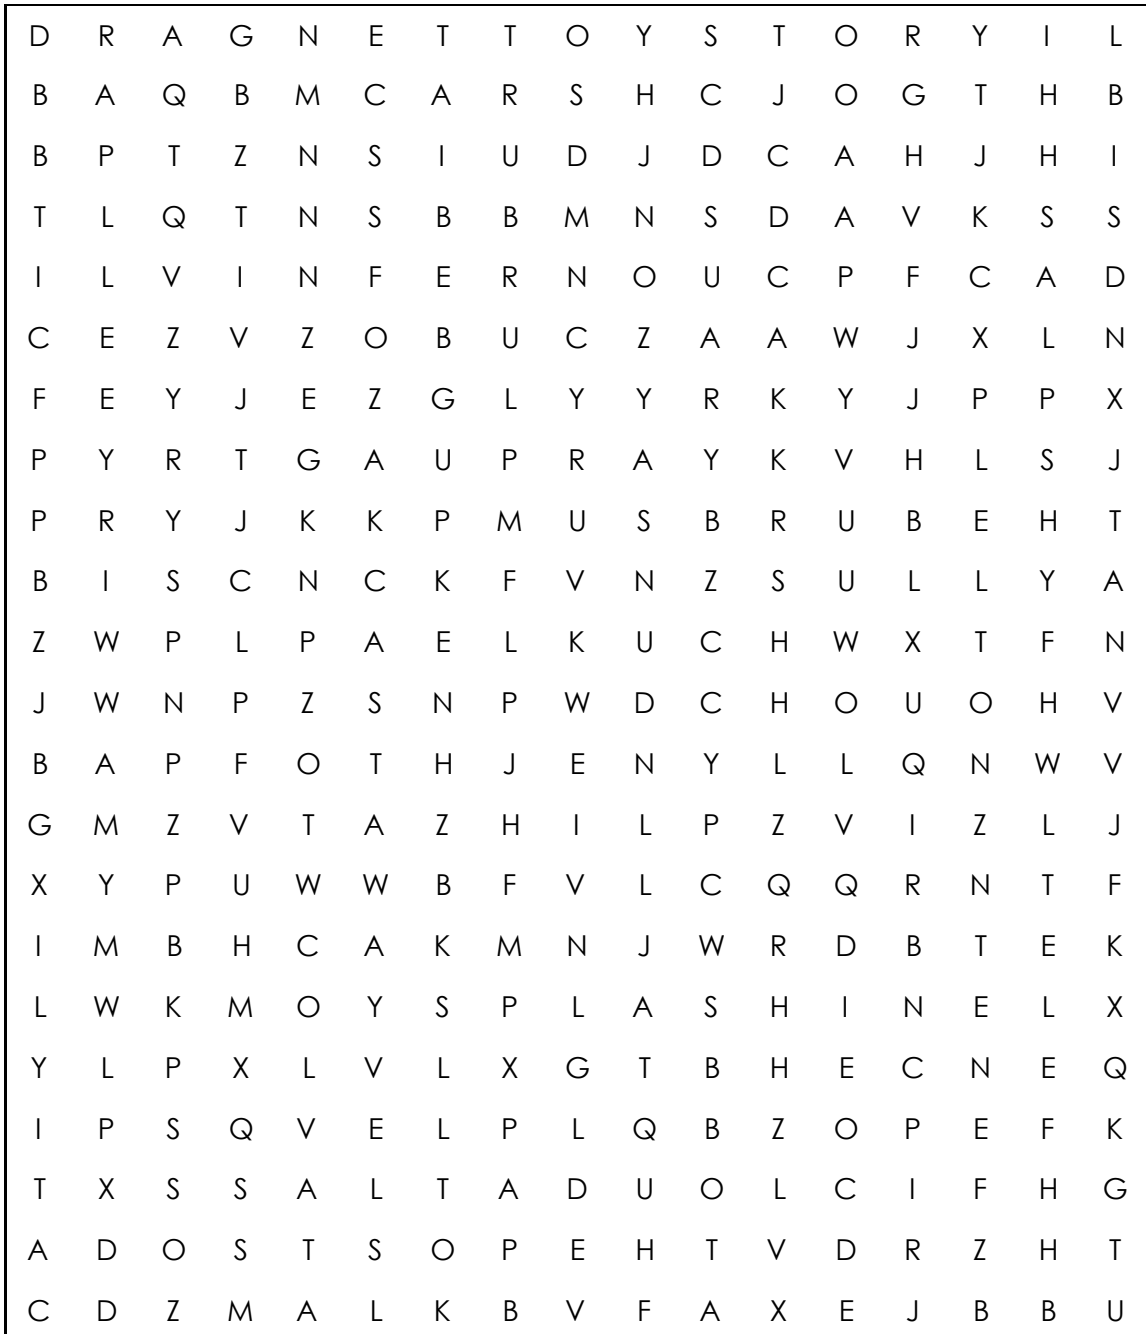 D R A G N E T T O Y S T O R Y I L
B A Q B M C A R S H C J O G T H B
B P T Z N S I U D J D C A H J H I
T L Q T N S B B M N S D A V K S S
I L V I N F E R N O U C P F C A D
C E Z V Z O B U C Z A A W J X L N
F E Y J E Z G L Y Y R K Y J P P X
P Y R T G A U P R A Y K V H L S J
P R Y J K K P M U S B R U B E H T
B I S C N C K F V N Z S U L L Y A
Z W P L P A E L K U C H W X T F N
J W N P Z S N P W D C H O U O H V
B A P F O T H J E N Y L L Q N W V
G M Z V T A Z H I L P Z V I Z L J
X Y P U W W B F V L C Q Q R N T F
I M B H C A K M N J W R D B T E K
L W K M O Y S P L A S H I N E L X
Y L P X L V L X G T B H E C N E Q
I P S Q V E L P L Q B Z O P E F K
T X S S A L T A D U O L C I F H G
A D O S T S O P E H T V D R Z H T
C D Z M A L K B V F A X E J B B U